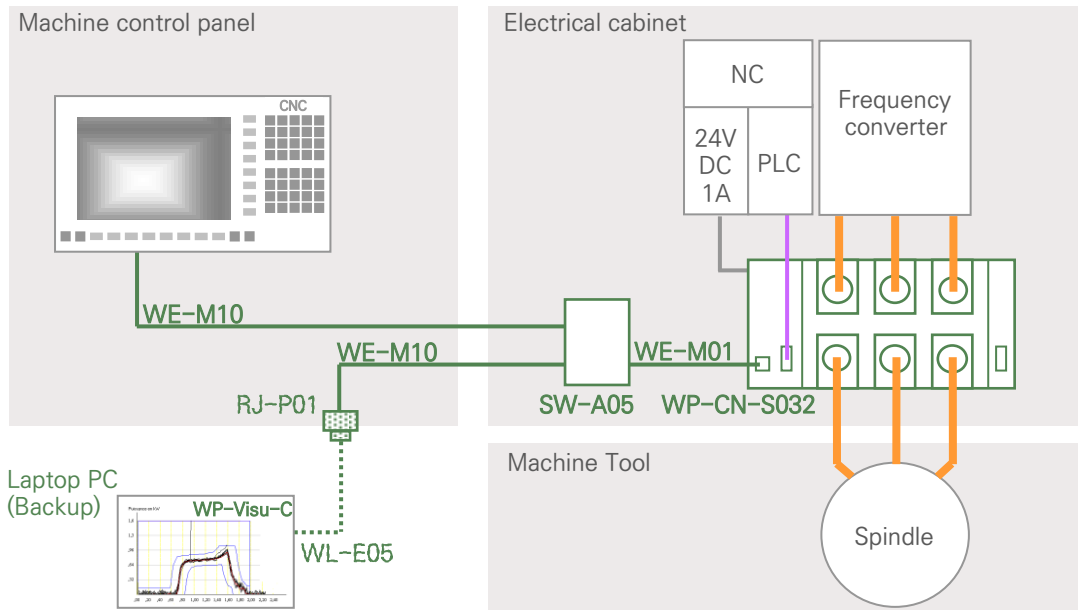 Machine control panel
CNC
Electrical cabinet
NC
24V
DC
1A
PLC
Frequency
converter
WE-M10
WE-M10
WE-M01
RJ-P01
SW-A05
WP-CN-S032
Machine Tool
Spindle
Laptop PC
(Backup)
WP-Visu-C
WL-E05